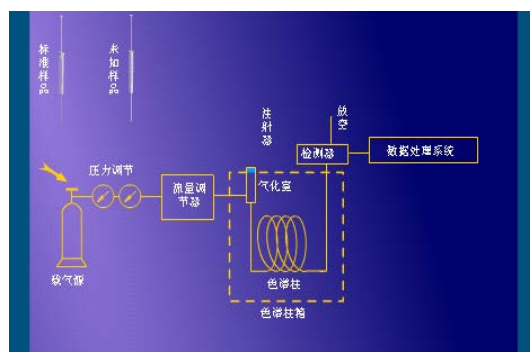 标准样品
未知样品
注射器
放空
检测器
数据处理系统
压力调节
流量调
节器
气化室
载气源
色谱柱
色谱柱箱